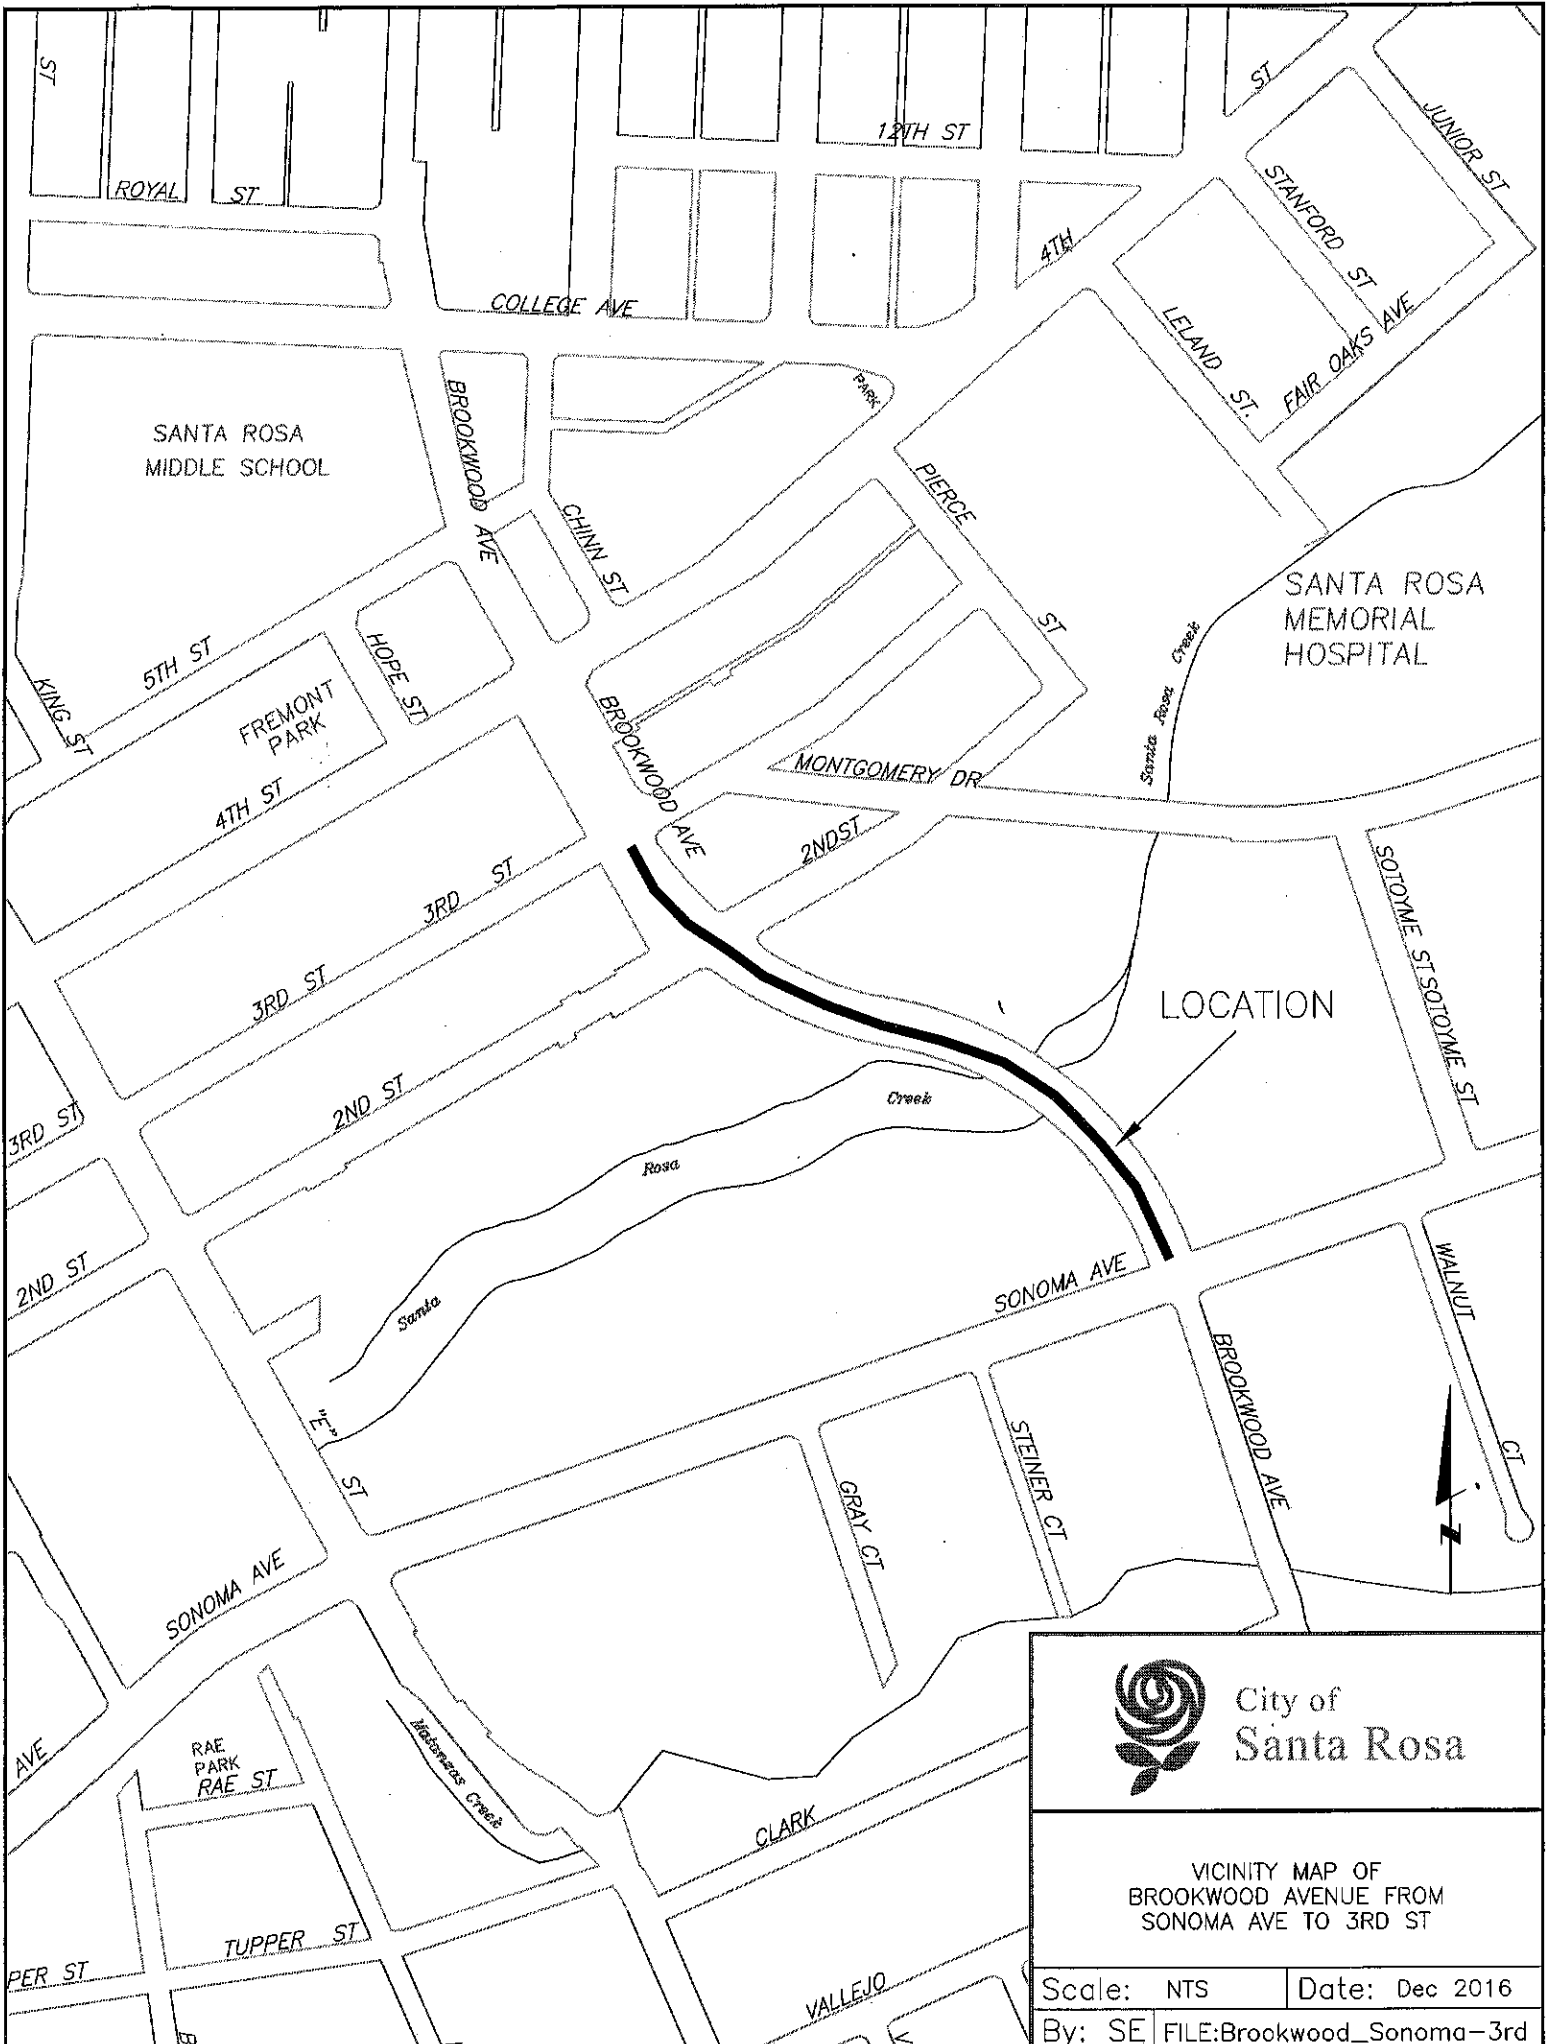 ST
12TH ST
ST
JUNIOR ST
ROYAL ST
STANFORD ST
4TH
COLLEGE AVE
LELAND ST.
FAIR OAKS AVE
PARK
BROOKWOOD AVE
SANTA ROSA
MIDDLE SCHOOL
PIERCE ST
CHINN ST
SANTA ROSA
MEMORIAL
HOSPITAL
Santa Rosa Creek
5TH ST
HOPE ST
KING ST
FREMONT
PARK
BROOKWOOD AVE
MONTGOMERY DR
4TH ST
2NDST
3RD ST
SOTOYME ST
SOTOYME ST
3RD ST
LOCATION
2ND ST
Creek
3RD ST
Rosa
Santa
2ND ST
SONOMA AVE
WALNUT CT
BROOKWOOD AVE
"E" ST
STEINER CT
GRAY CT
N
SONOMA AVE
City of
Santa Rosa
AVE
RAE
PARK
RAE ST
Matanzas Creek
CLARK
VICINITY MAP OF
BROOKWOOD AVENUE FROM
SONOMA AVE TO 3RD ST
TUPPER ST
PER ST
VALLEJO
Scale: NTS
Date: Dec 2016
By: SE
FILE:Brookwood_Sonoma-3rd